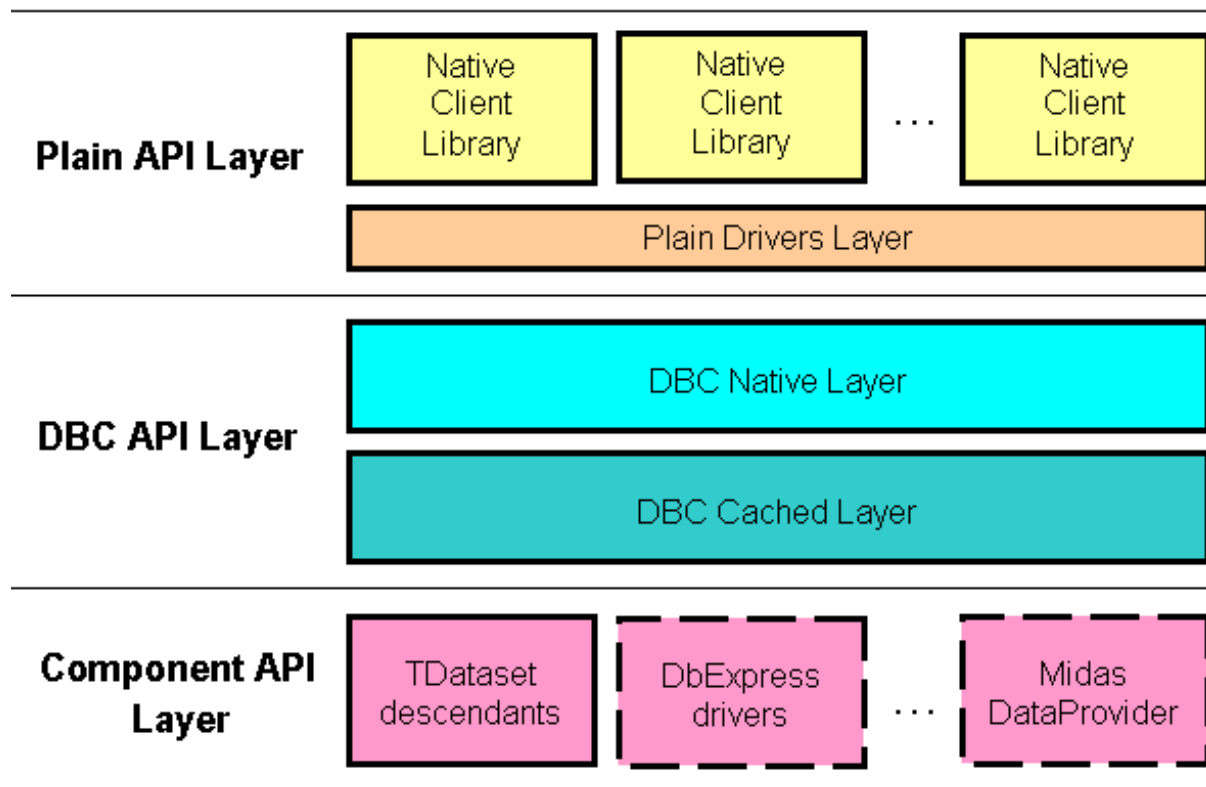 Plain API Layer
Native
Client
Library
Native
Client
Library
...
Native
Client
Library
Plain Drivers Layer
DBC API Layer
DBC Native Layer
DBC Cached Layer
Component API
Layer
TDataset
descendants
DbExpress
drivers
...
Midas
DataProvider